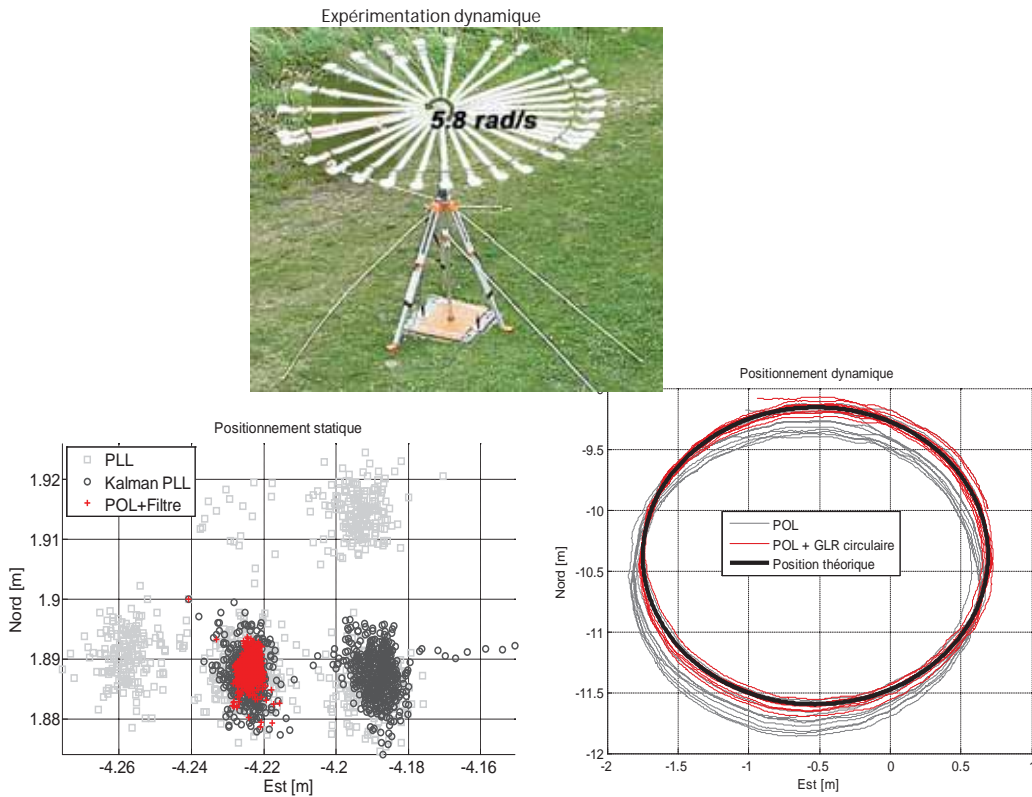 Expérimentation dynamique
5.8 rad/s
Positionnement statique
PLL
Kalman PLL
POL+Filtre
1.92
1.91
1.9
1.89
1.88
Nord [m]
-4.26
-4.24
-4.22
-4.2
-4.18
-4.16
Est [m]
Positionnement dynamique
-9.5
-10
-10.5
-11
-11.5
-12
Nord [m]
POL
POL + GLR circulaire
Position théorique
-2
-1.5
-1
-0.5
0
0.5
1
Est [m]